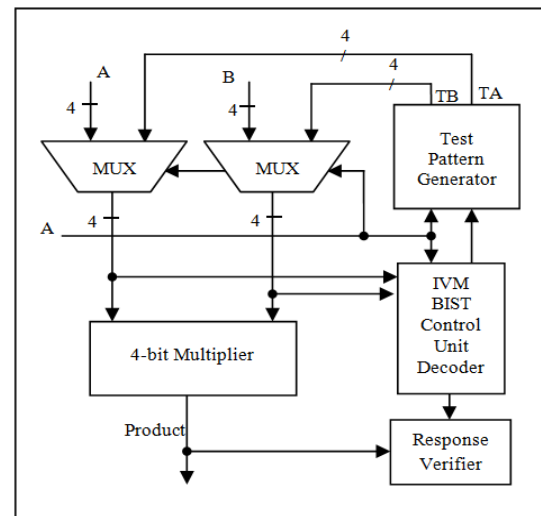 4
4
A
B
TB
TA
4
4
Test
Pattern
Generator
MUX
MUX
4
4
A
IVM
BIST
Control
Unit
Decoder
4-bit Multiplier
Product
Response
Verifier